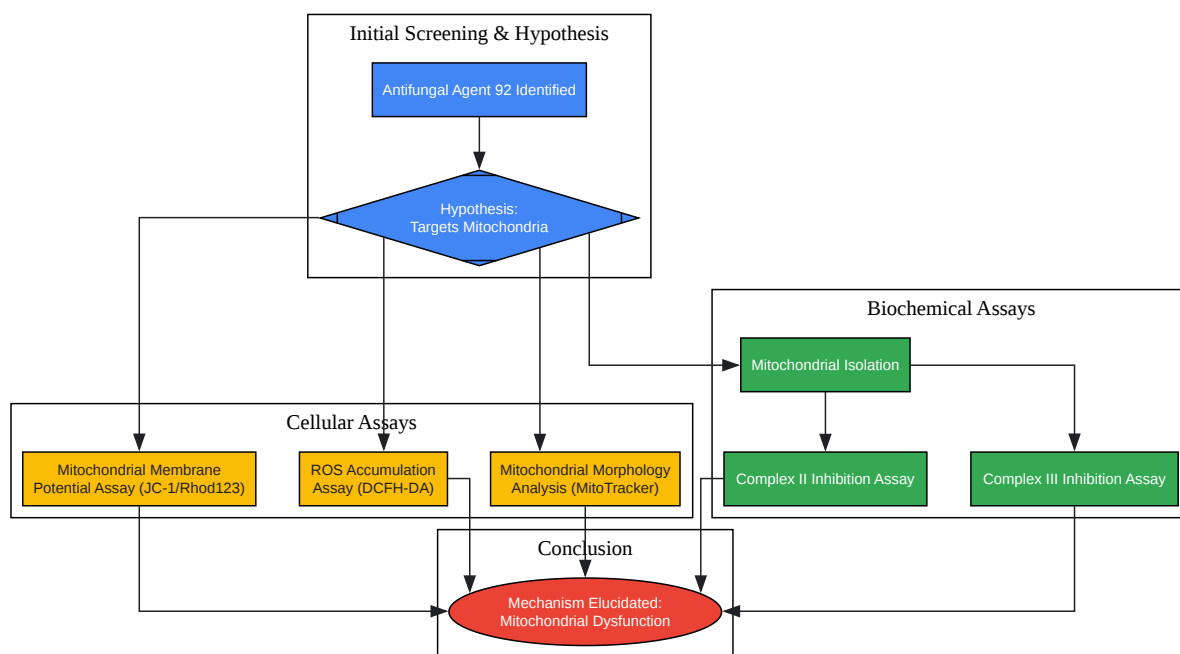 Initial Screening & Hypothesis
Antifungal Agent 92 Identified
Hypothesis:
Targets Mitochondria
Biochemical Assays
Mitochondrial Isolation
Cellular Assays
Mitochondrial Membrane
Potential Assay (JC-1/Rhod123)
ROS Accumulation
Assay (DCFH-DA)
Mitochondrial Morphology
Analysis (MitoTracker)
Complex II Inhibition Assay
Complex III Inhibition Assay
Conclusion
Mechanism Elucidated:
Mitochondrial Dysfunction